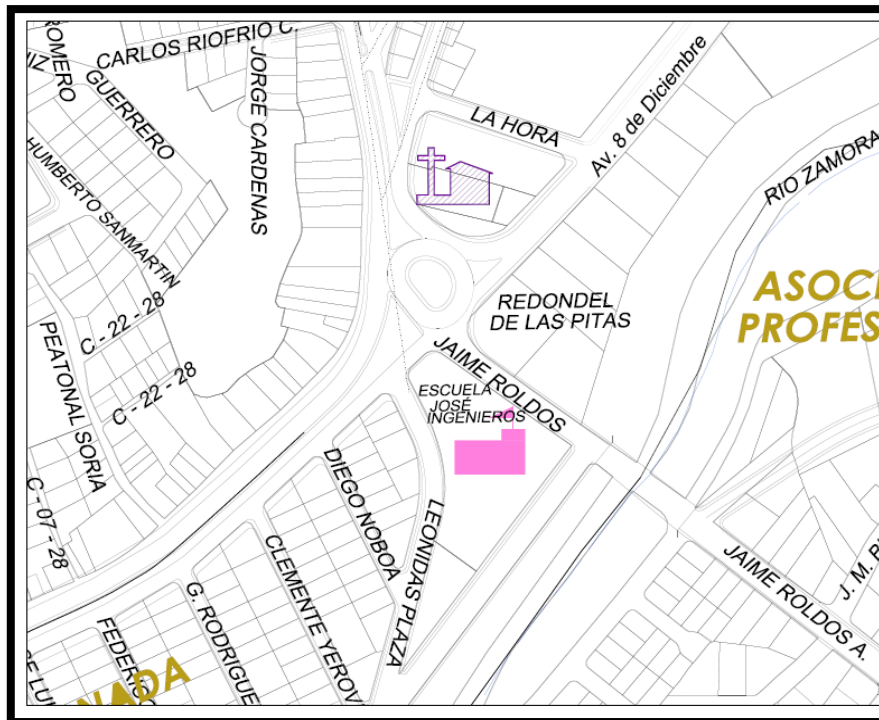 ROMERO
CARLOS RIOFRIO C.
GUERRERO
JORGE CARDENAS
LA HORA
Av. 8 de Diciembre
RIO ZAMORA
HUMBERTO SANMARTIN
C - 22 - 28
C - 22 - 28
PEATONAL SORIA
C - 07 - 28
REDONDEL
DE LAS PITAS
JAIME ROLDOS
ESCUELA
JOSÉ
INGENIEROS
DIEGO NOBOA
LEONIDAS PLAZA
CLEMENTE YEROV
G. RODRIGUE
FEDERIC
JAIME ROLDOS A.
J. M.
ASOCI
PROFES
NADA